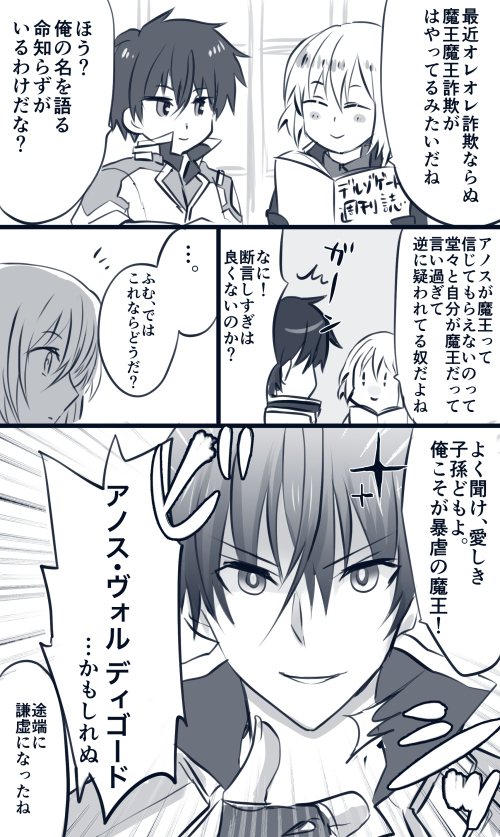 最近オレオレ詐欺ならぬ
魔王魔王詐欺が
はやってるみたいだね
ほう？
俺の名を語る
命知らずが
いるわけだな？
デルゾゲート
週刊誌
アノスが魔王って
信じてもらえないのって
堂々と自分が魔王だって
言い過ぎて
逆に疑われてる奴だよね
ガーン
なに！
断言しすぎは
良くないのか？
…。
ふむ、では
これならどうだ？
よく聞け、愛しき
子孫どもよ。
俺こそが暴虐の魔王！
アノス・ヴォルディゴード
…かもしれぬ
途端に
謙虚になったね